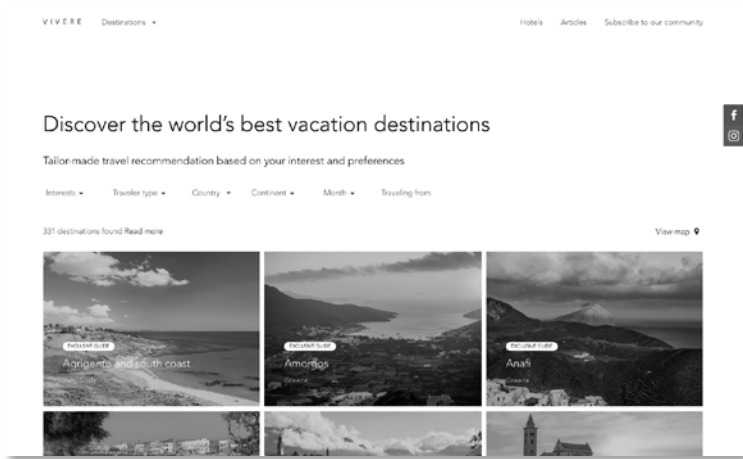 VIVERE Destinations
Hotels Articles Subscribe to our community
Discover the world's best vacation destinations
Tailor-made travel recommendation based on your interest and preferences
Interests Traveler type Country Continent Month Traveling from
331 destinations found Read more
View map
EXCLUSIVE GUIDE
Agrigento and south coast
EXCLUSIVE GUIDE
Amorgos
Greece
EXCLUSIVE GUIDE
Anafi
Greece